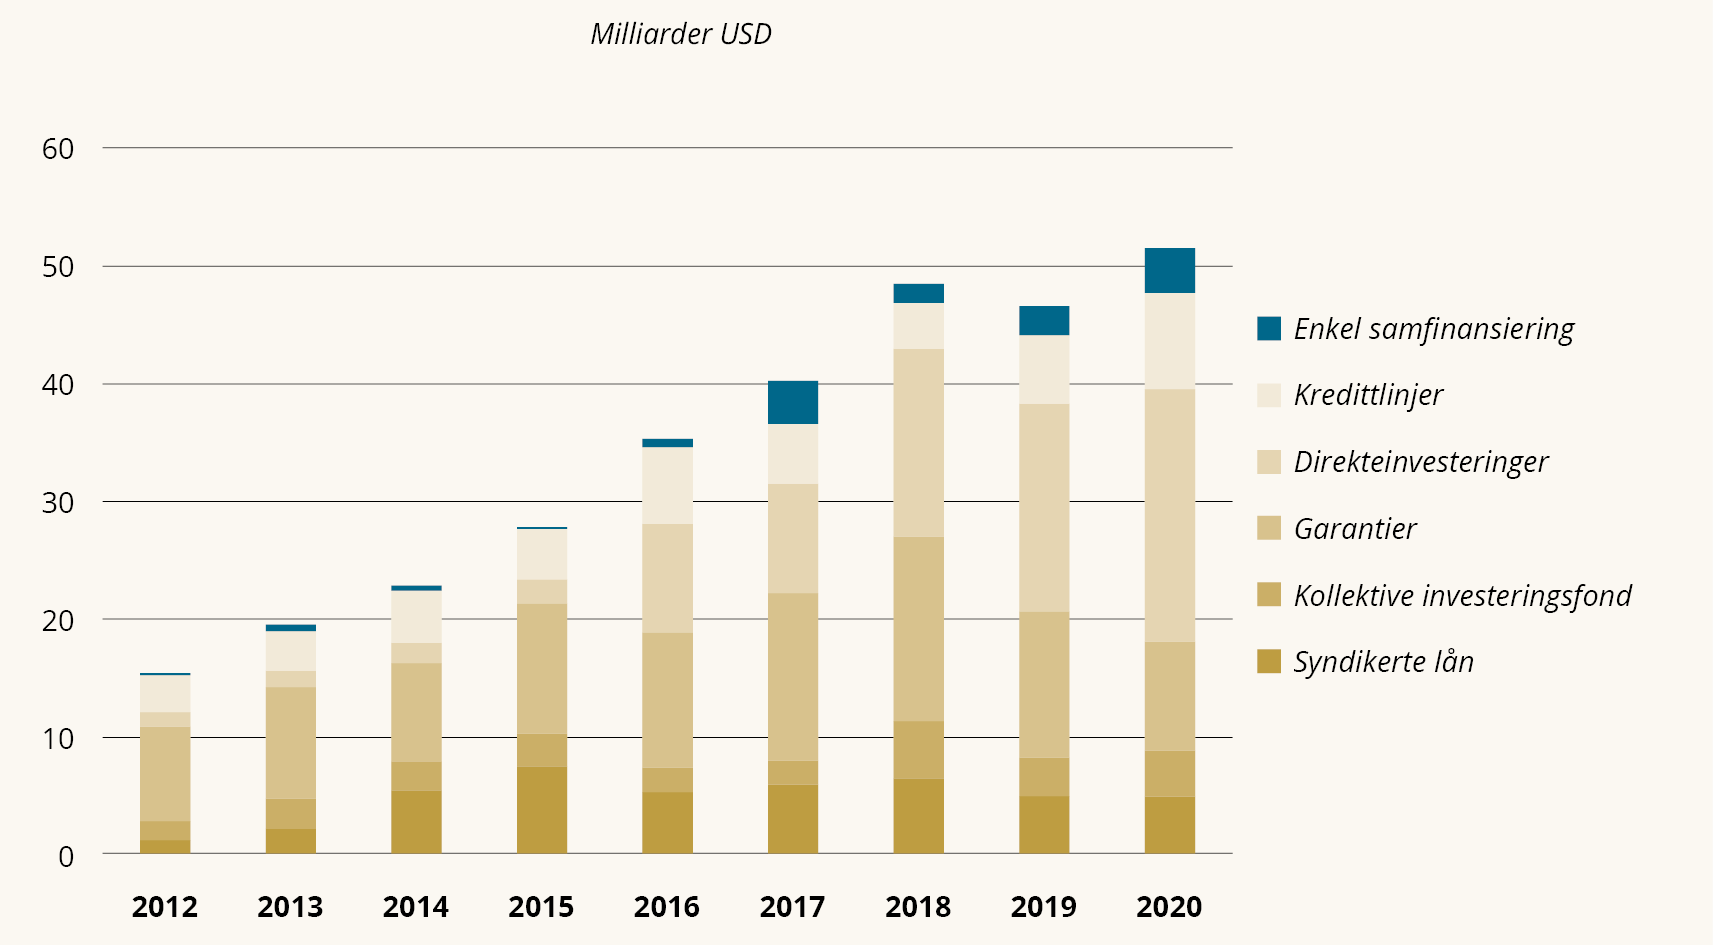 Milliarder USD
60
50
40
30
20
10
0
2012 2013 2014 2015 2016 2017 2018 2019 2020
Enkel samfinansiering
Kredittlinjer
Direkteinvesteringer
Garantier
Kollektive investeringsfond
Syndikerte lån